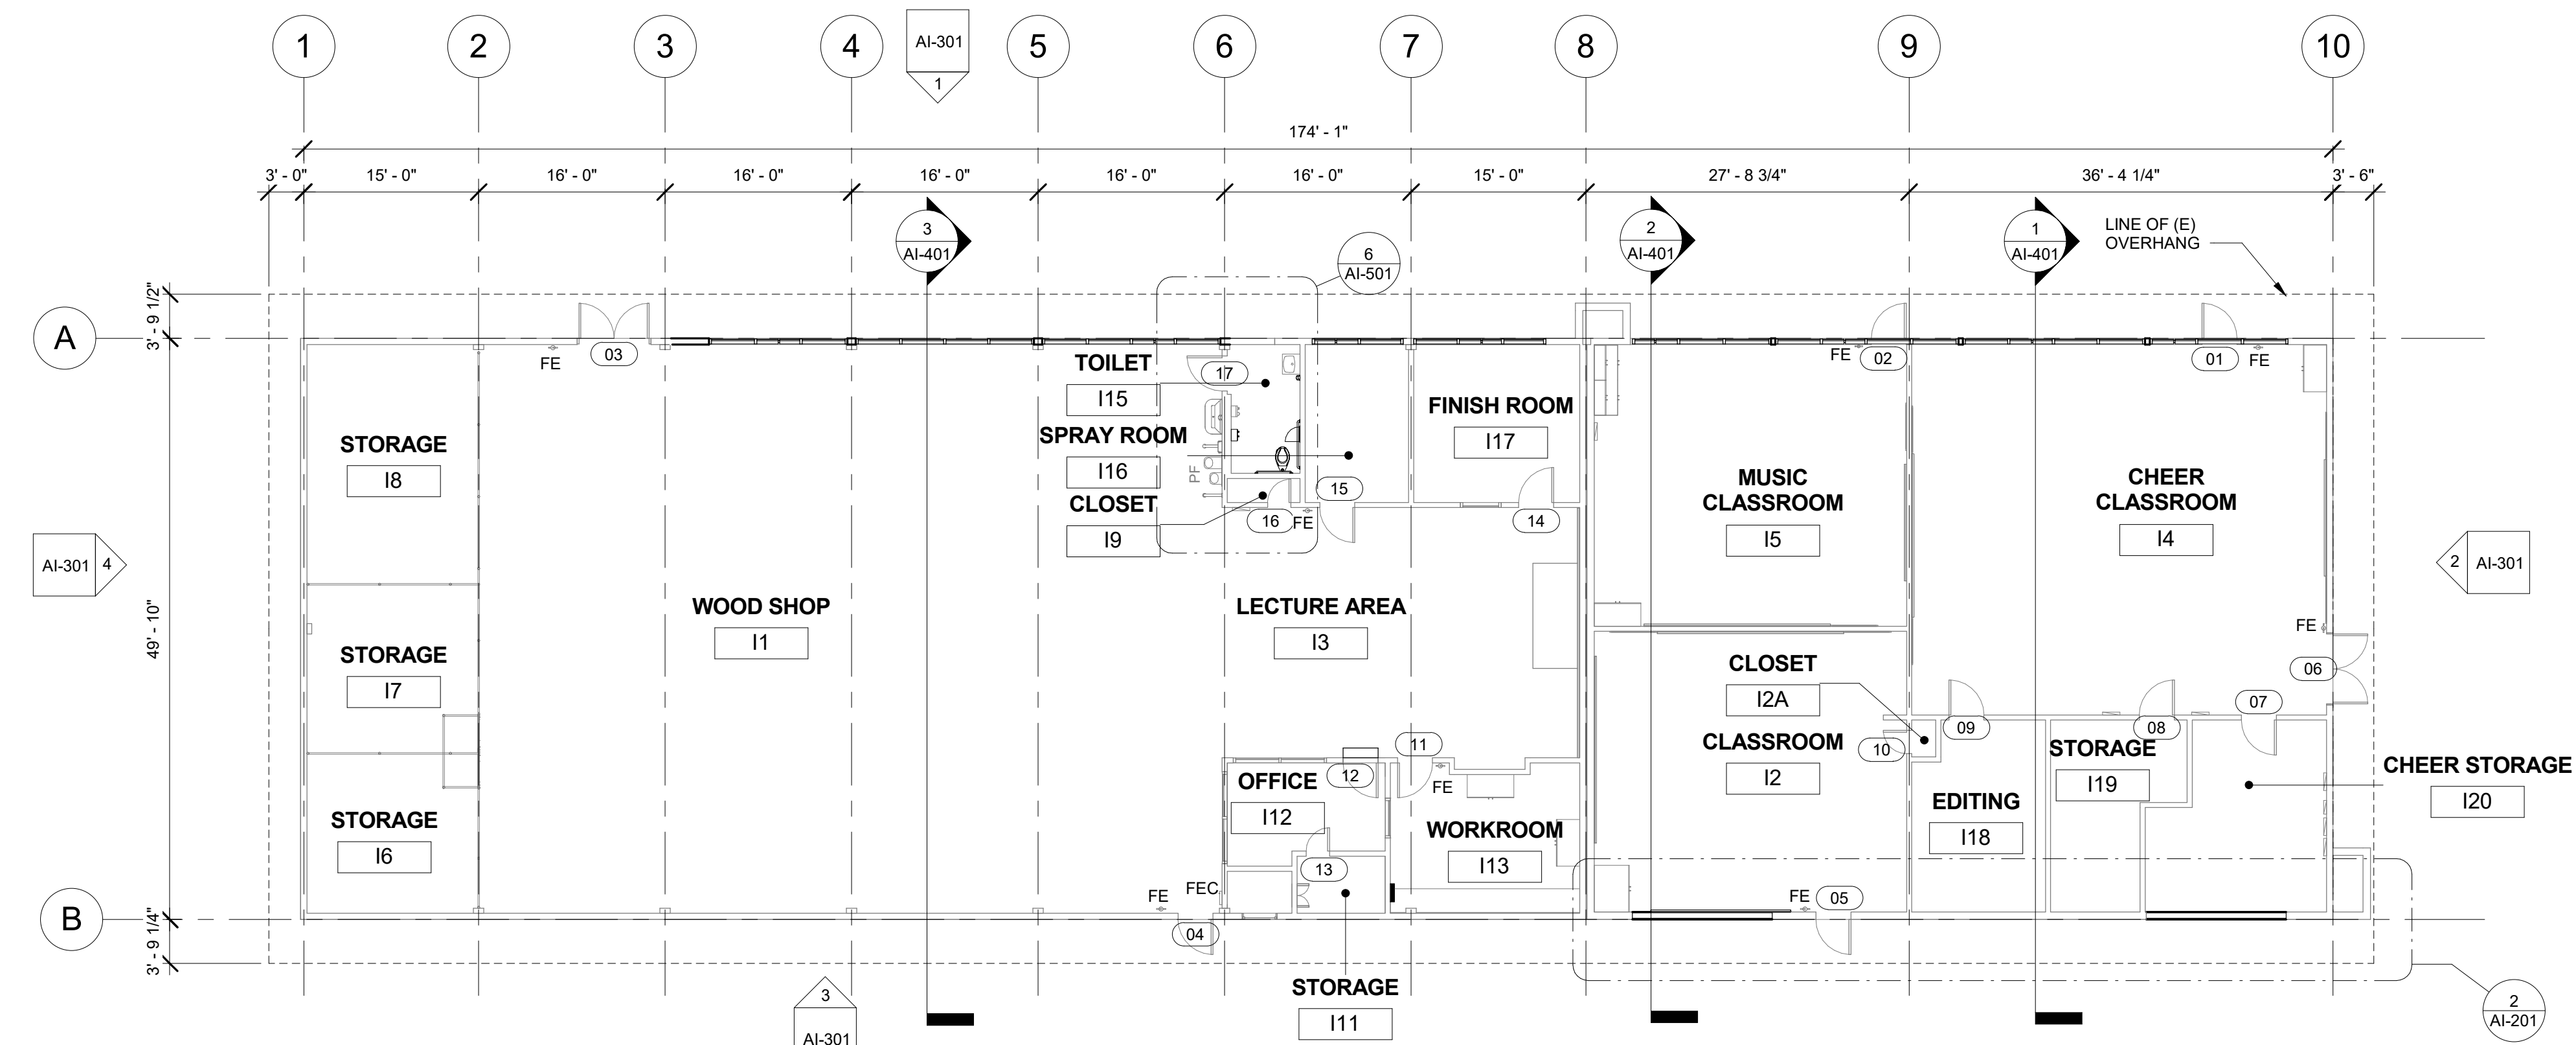 1
2
3
4
AI-301
1
5
6
7
8
9
10
174' - 1"
3' - 0"
15' - 0"
16' - 0"
16' - 0"
16' - 0"
16' - 0"
16' - 0"
15' - 0"
27' - 8 3/4"
36' - 4 1/4"
3' - 6"
3
AI-401
6
AI-501
2
AI-401
1
AI-401
LINE OF (E)
OVERHANG
3' - 9 1/2"
A
49' - 10"
B
3' - 9 1/4"
FE
03
TOILET
I15
17
SPRAY ROOM
I16
PF
CLOSET
I9
16
FE
15
FINISH ROOM
I17
14
FE
02
01
FE
STORAGE
I8
MUSIC
CLASSROOM
I5
CHEER
CLASSROOM
I4
AI-301
4
2
AI-301
WOOD SHOP
I1
LECTURE AREA
I3
FE
06
STORAGE
I7
CLOSET
I2A
07
09
08
CLASSROOM
I2
10
11
12
FE
OFFICE
I12
STORAGE
I19
CHEER STORAGE
I20
EDITING
I18
STORAGE
I6
WORKROOM
I13
13
FE
FEC
04
FE
05
STORAGE
I11
3
AI-301
2
AI-201